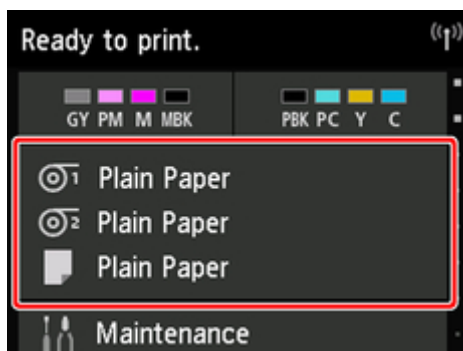 Ready to print.
GY PM M MBK PBK PC Y C
1 Plain Paper
2 Plain Paper
Plain Paper
Maintenance